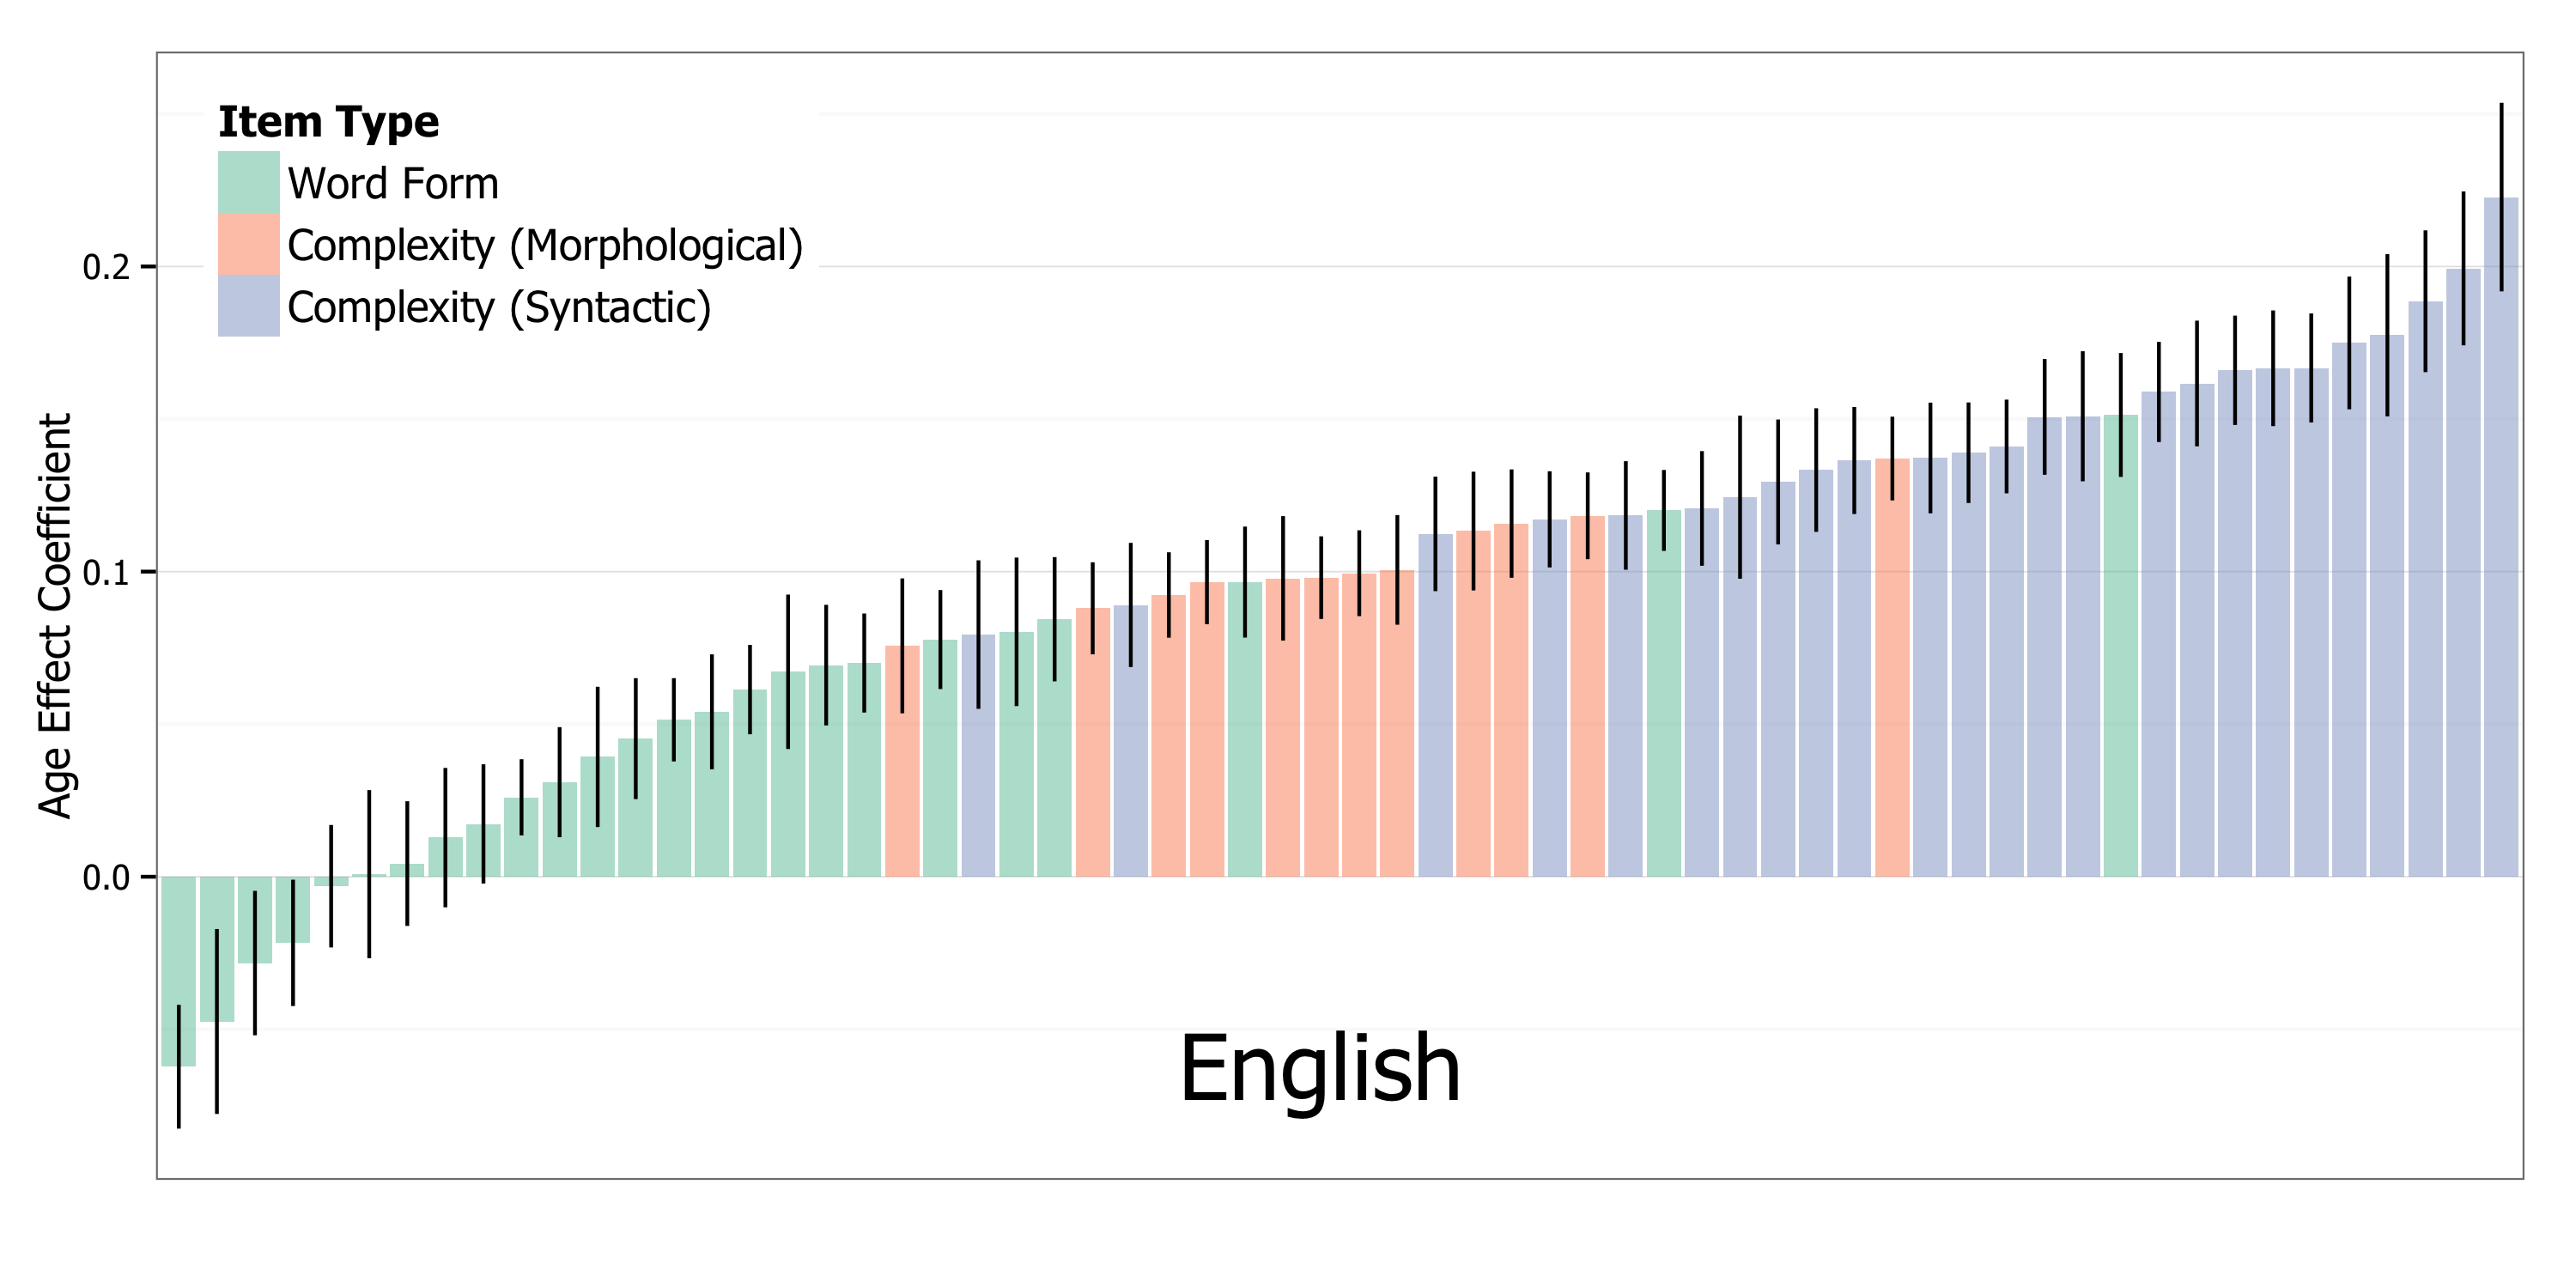 Item Type
Word Form
Complexity (Morphological)
Complexity (Syntactic)
Age Effect Coefficient
0.2
0.1
0.0
English